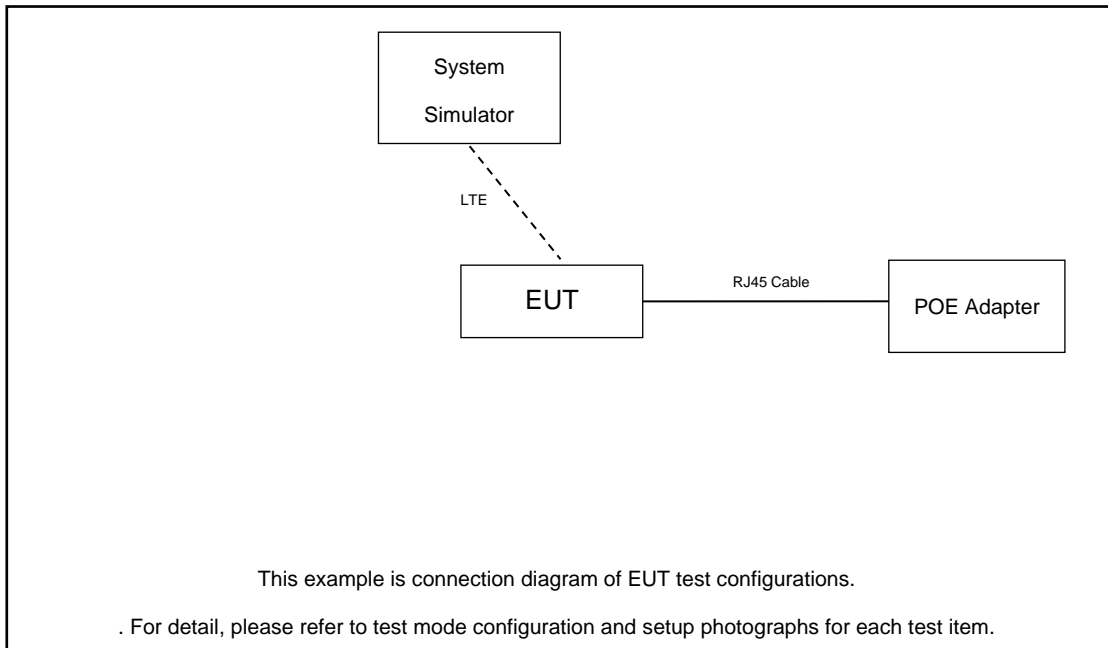 System
Simulator
LTE
EUT
RJ45 Cable
POE Adapter
This example is connection diagram of EUT test configurations.
. For detail, please refer to test mode configuration and setup photographs for each test item.